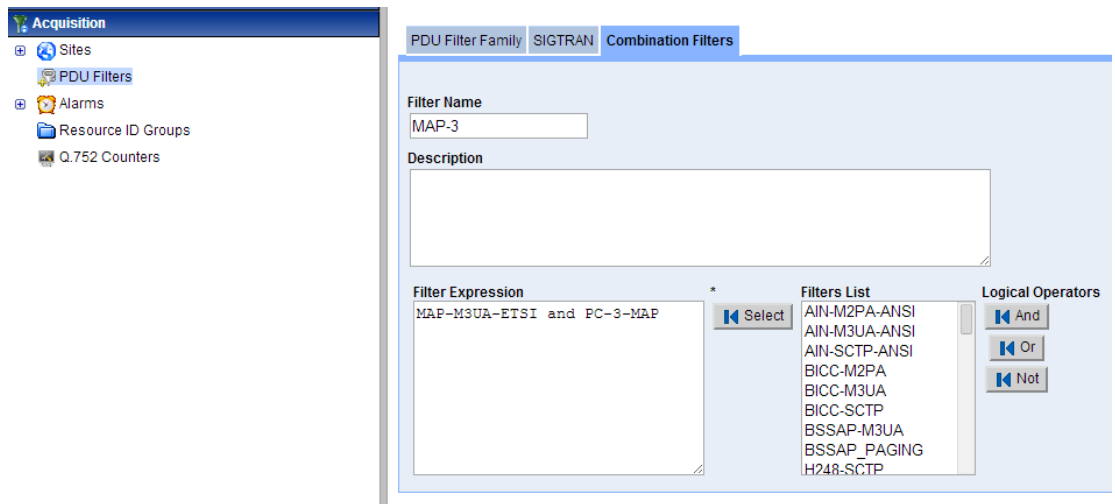 Acquisition
Sites
PDU Filters
Alarms
Resource ID Groups
Q.752 Counters
PDU Filter Family SIGTRAN Combination Filters
Filter Name
MAP-3
Description
Filter Expression * Filters List Logical Operators
MAP-M3UA-ETSI and PC-3-MAP
Select
AIN-M2PA-ANSI
AIN-M3UA-ANSI
AIN-SCTP-ANSI
BICC-M2PA
BICC-M3UA
BICC-SCTP
BSSAP-M3UA
BSSAP_PAGING
H248-SCTP
And
Or
Not